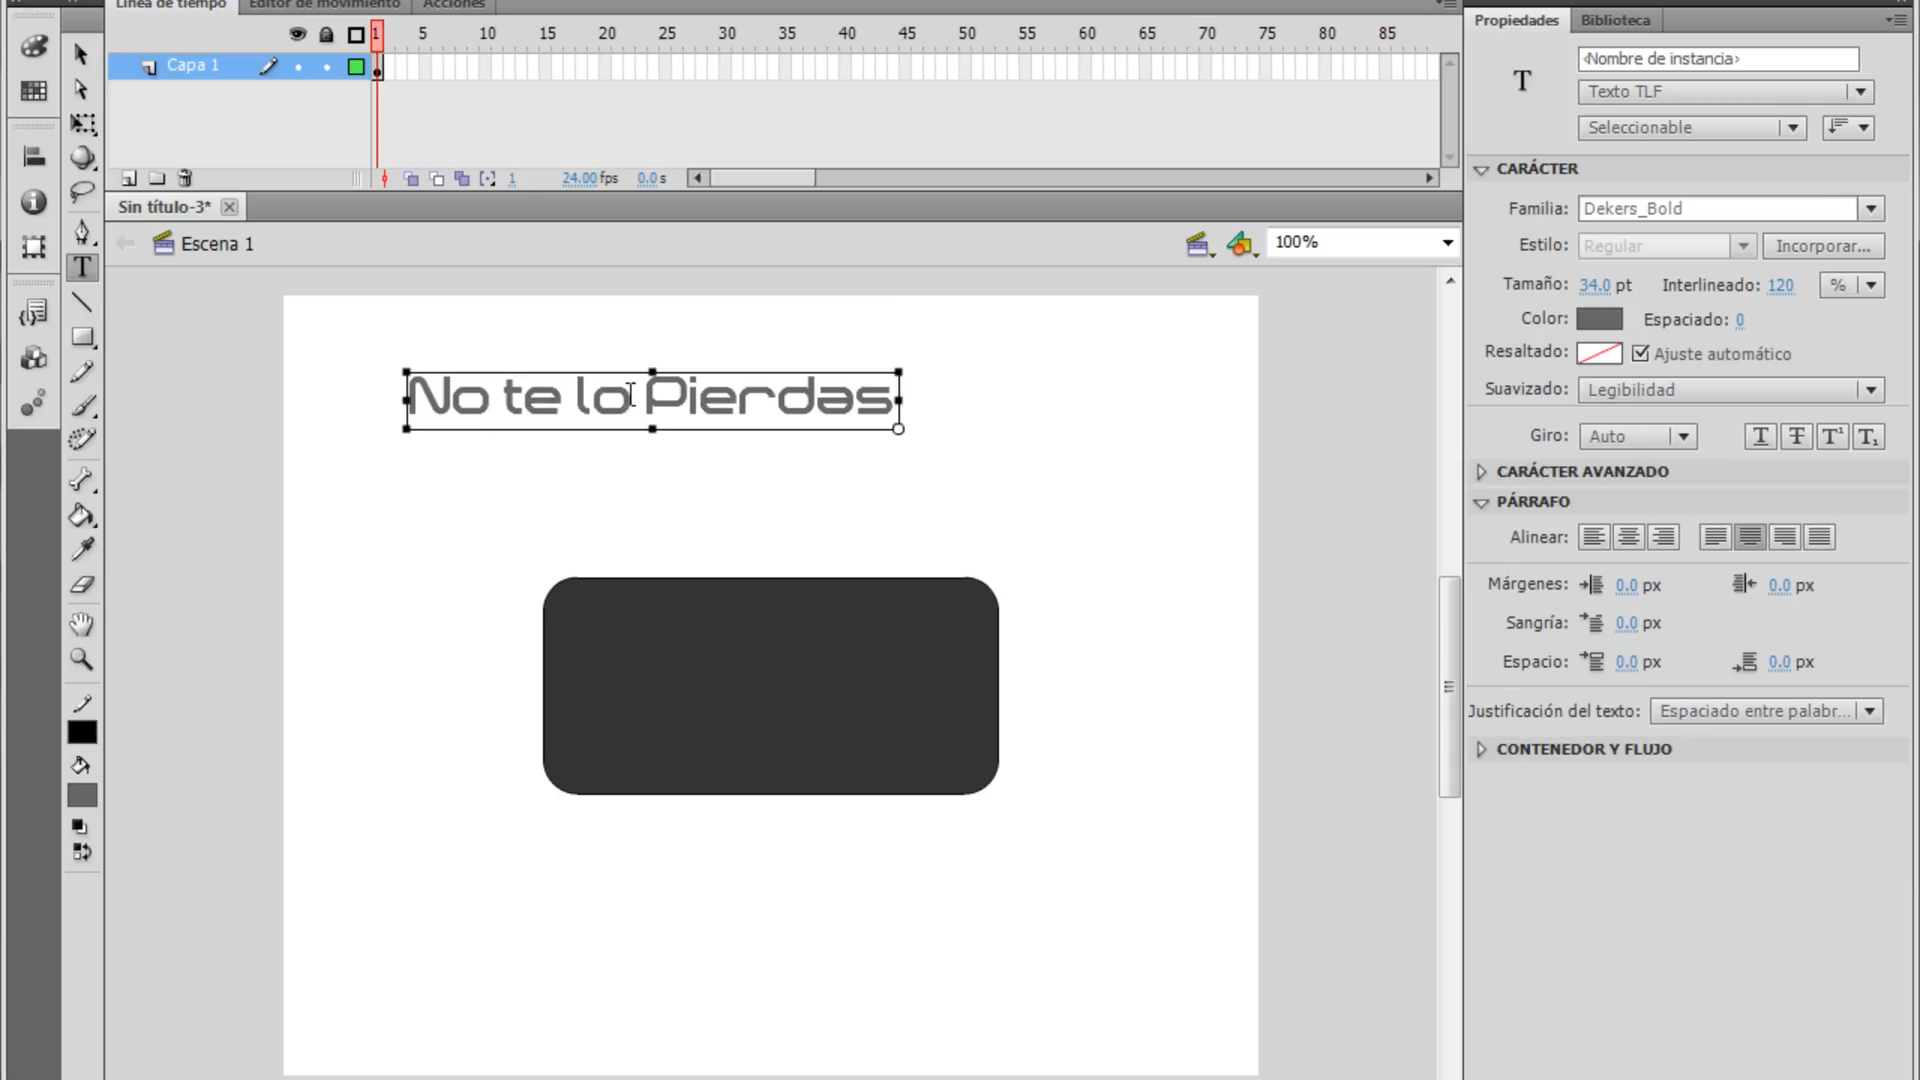 Línea de tiempo Editor de movimiento Acciones
1 5 10 15 20 25 30 35 40 45 50 55 60 65 70 75 80 85
Capa 1
1 24.00 fps 0.0 s
Sin título-3*
Escena 1
100%
No te lo Pierdas
Propiedades Biblioteca
T
‹Nombre de instancia›
Texto TLF
Seleccionable
CARÁCTER
Familia: Dekers_Bold
Estilo: Regular Incorporar...
Tamaño: 34.0 pt Interlineado: 120 %
Color: Espaciado: 0
Resaltado: Ajuste automático
Suavizado: Legibilidad
Giro: Auto T T T¹ T₁
CARÁCTER AVANZADO
PÁRRAFO
Alinear:
Márgenes: 0.0 px 0.0 px
Sangría: 0.0 px
Espacio: 0.0 px 0.0 px
Justificación del texto: Espaciado entre palabr...
CONTENEDOR Y FLUJO